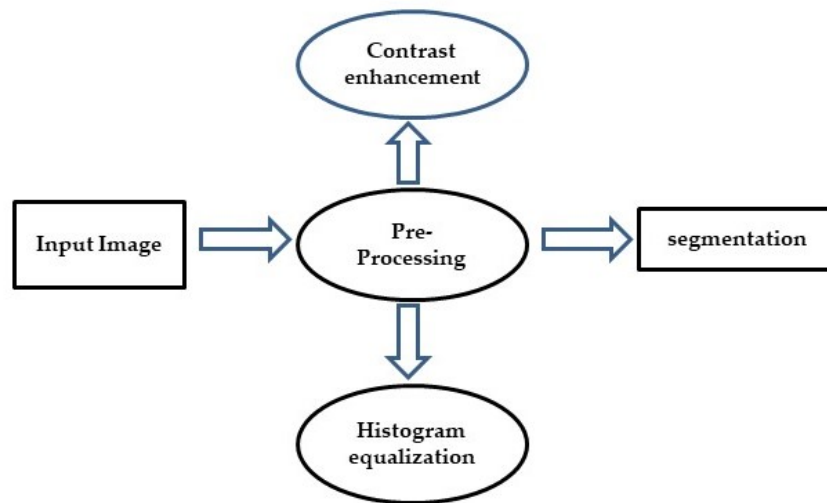 Contrast
enhancement
Input Image
Pre-
Processing
segmentation
Histogram
equalization